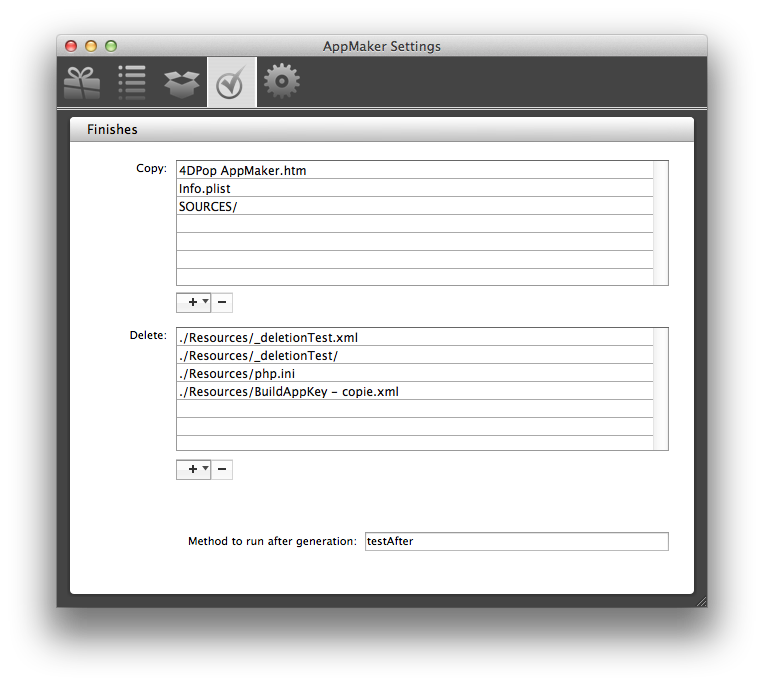 AppMaker Settings
Finishes
Copy:
4DPop AppMaker.htm
Info.plist
SOURCES/
Delete:
./Resources/_deletionTest.xml
./Resources/_deletionTest/
./Resources/php.ini
./Resources/BuildAppKey – copie.xml
Method to run after generation: testAfter